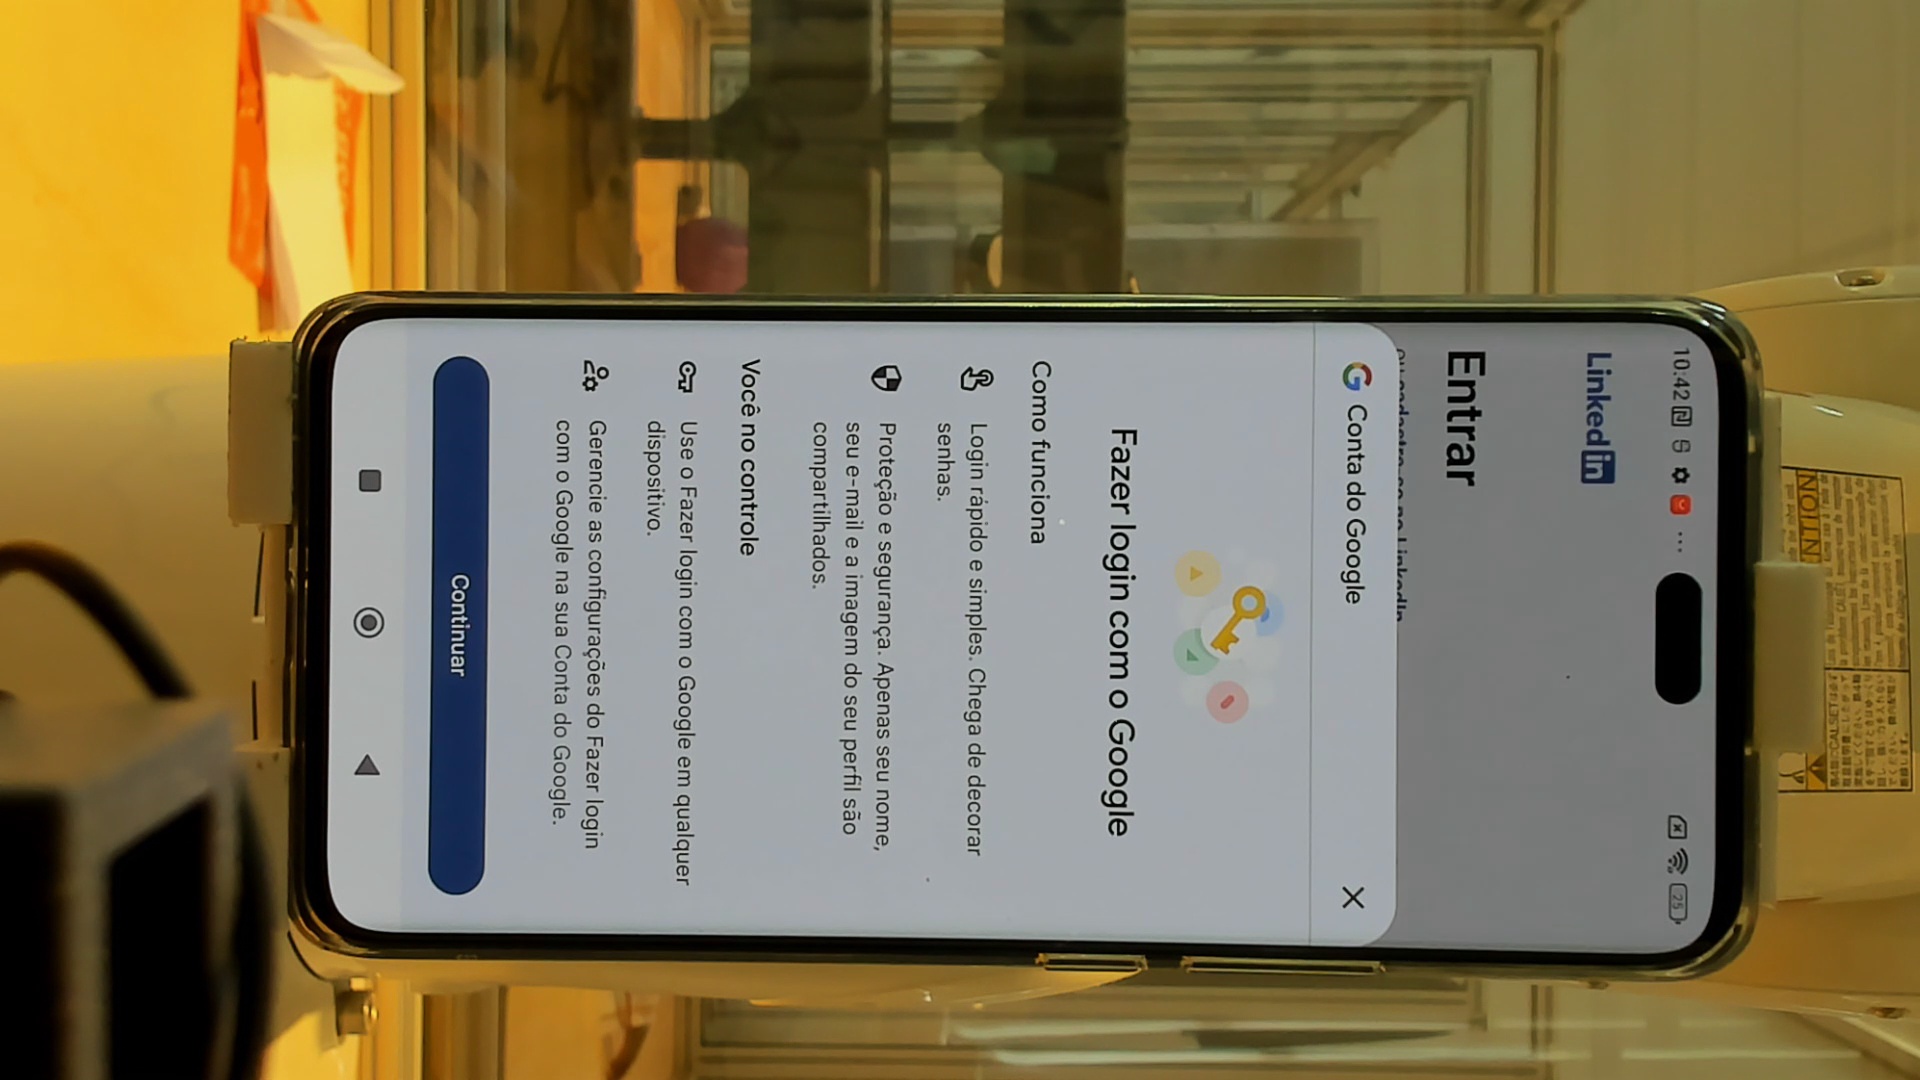 10:42
25
LinkedIn
Entrar
Conta do Google
Fazer login com o Google
Como funciona
Login rápido e simples. Chega de decorar
senhas.
Proteção e segurança. Apenas seu nome,
seu e-mail e a imagem do seu perfil são
compartilhados.
Você no controle
Use o Fazer login com o Google em qualquer
dispositivo.
Gerencie as configurações do Fazer login
com o Google na sua Conta do Google.
Continuar